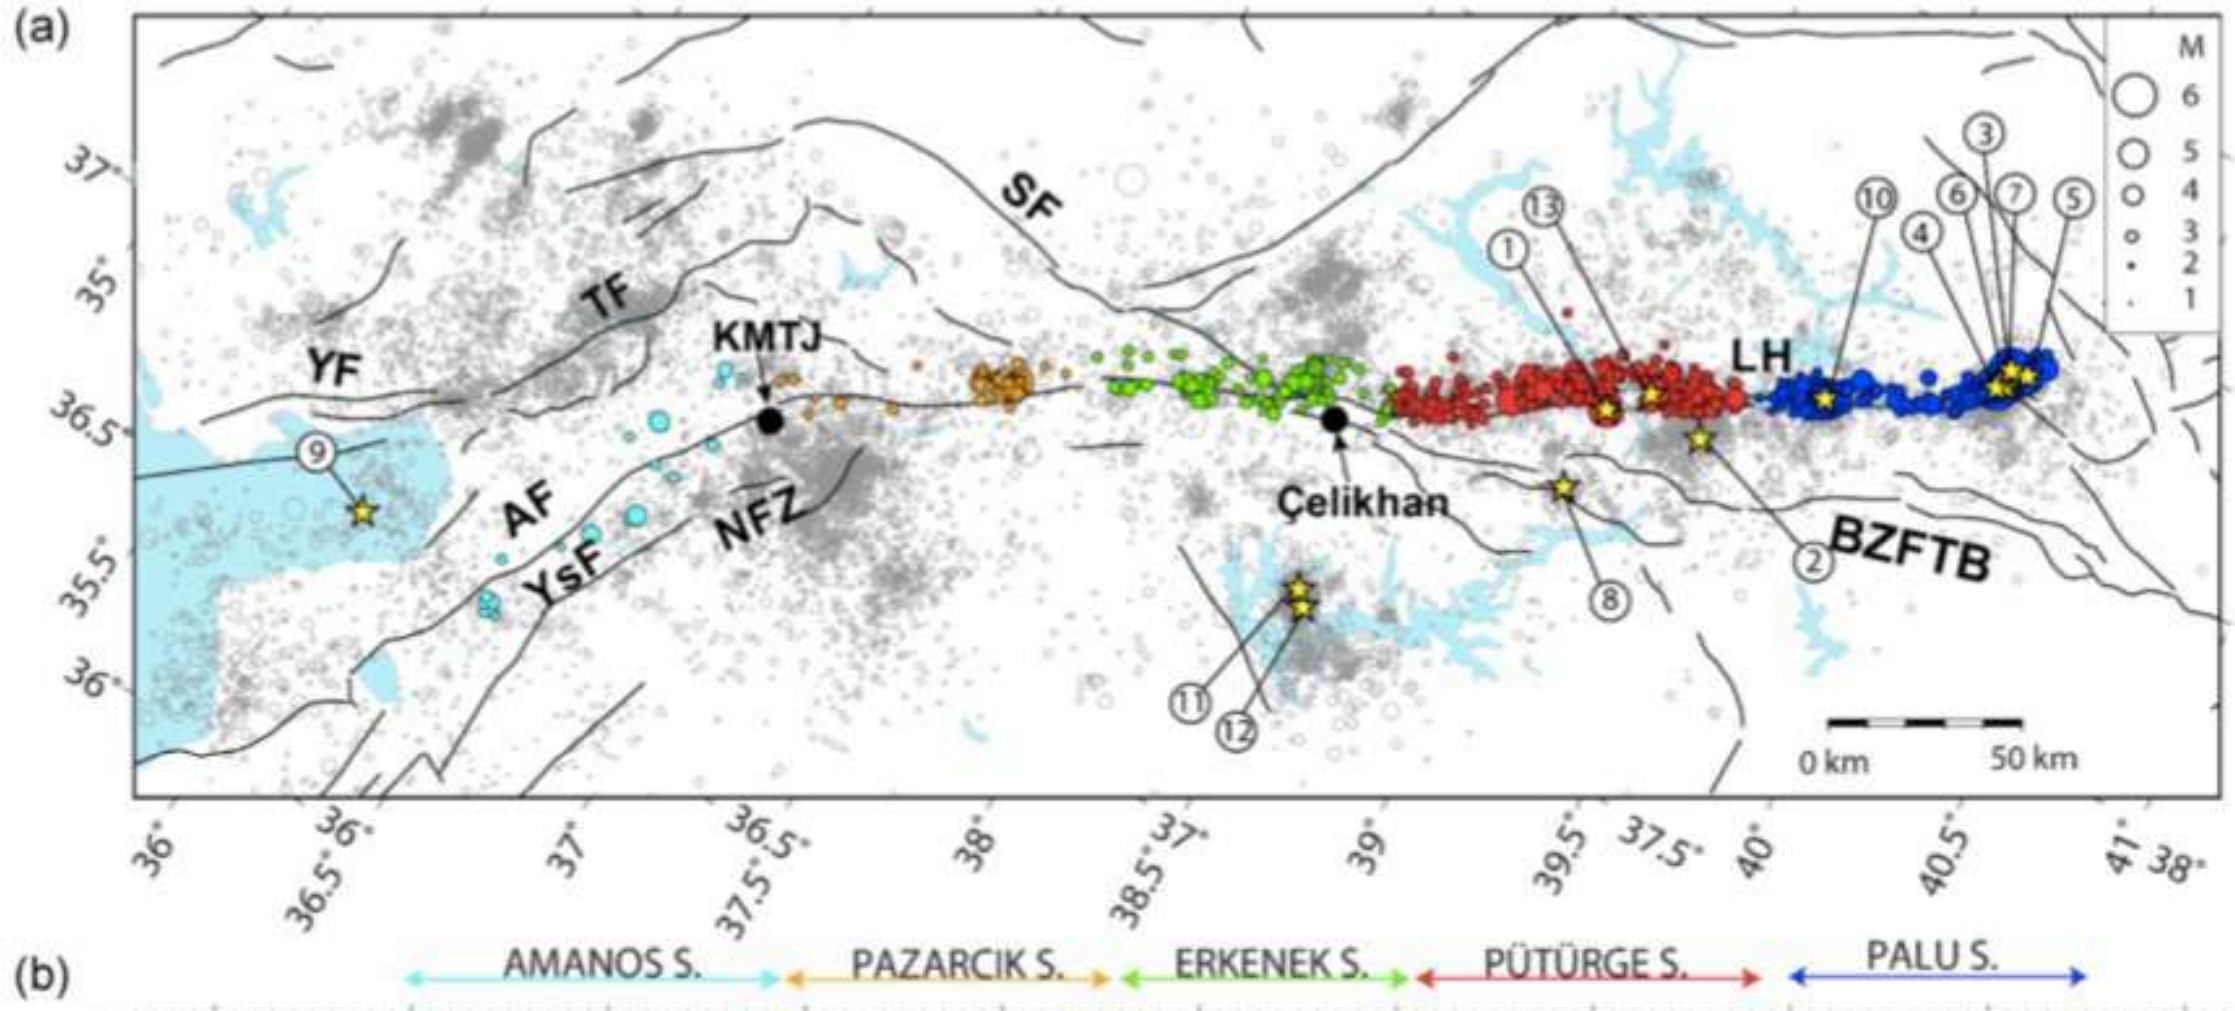 (a)
M
6
5
4
3
2
1
37°
35°
36.5°
35.5°
36°
SF
TF
YF
KMTJ
AF
YsF
NFZ
Çelikhan
LH
BZFTB
13
1
10
3
6
7
5
4
9
2
8
11
12
0 km 50 km
36° 36° 37° 36.5° 38° 37° 39° 39.5° 37.5° 40° 40.5° 41° 38°
36.5° 37.5° 38.5°
AMANOS S. PAZARCIK S. ERKENEK S. PÜTÜRGE S. PALU S.
(b)